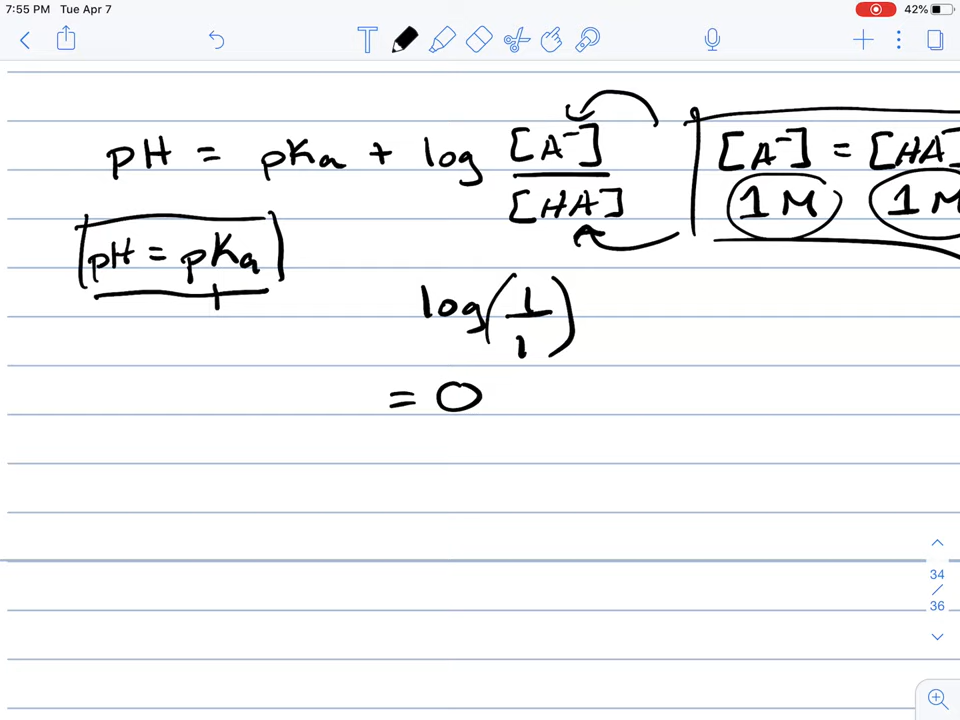 7:55 PM Tue Apr 7 42%
T
pH = pKa + log [A⁻]/[HA] [A⁻] = [HA]
1 M 1 M
pH = pKa
log(1/1)
= 0
34
/
36